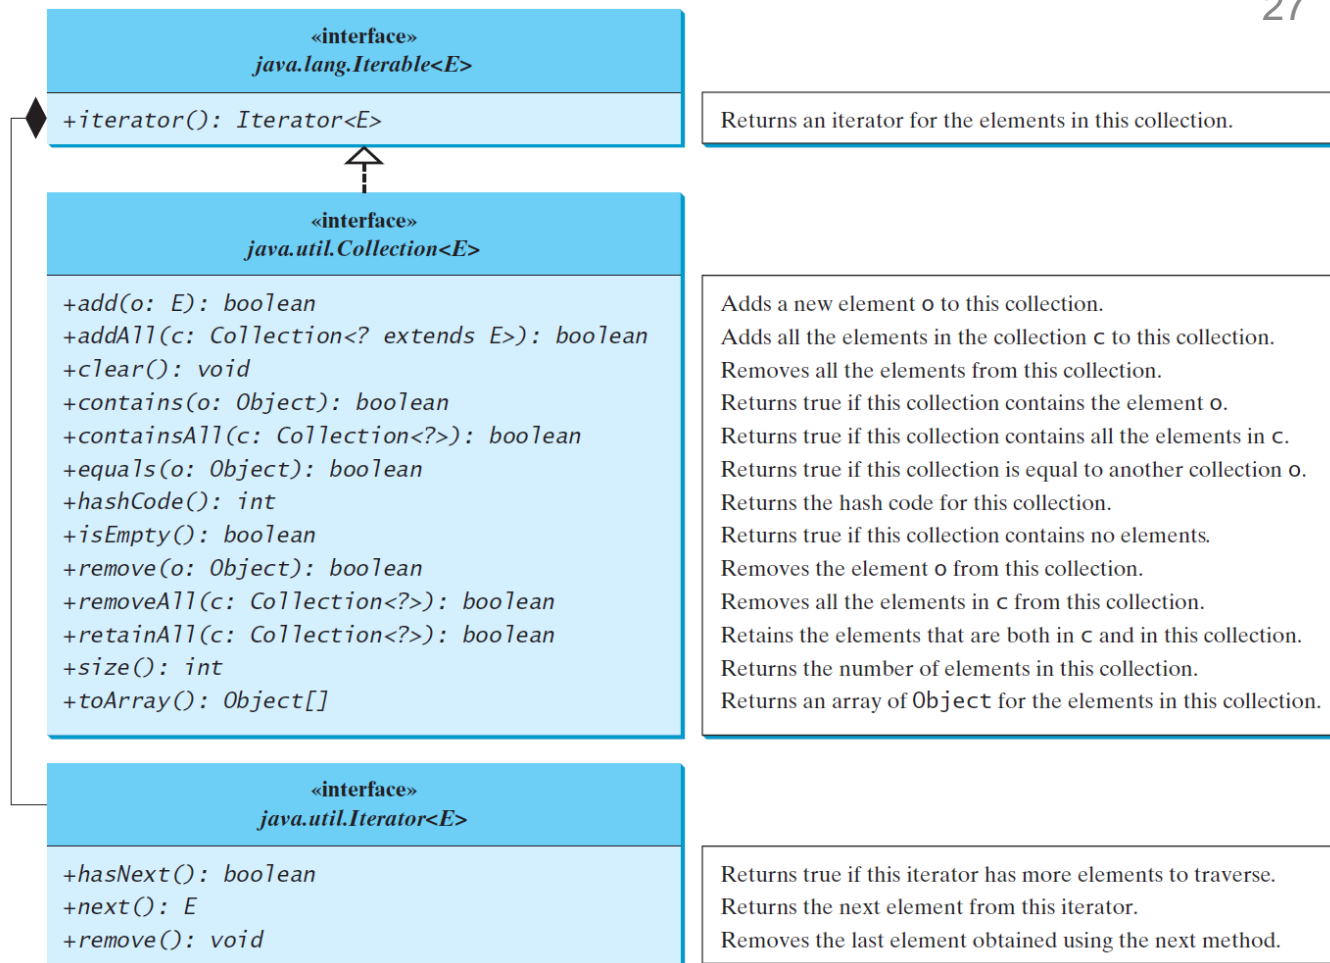 27
«interface»
java.lang.Iterable<E>
+iterator(): Iterator<E>
Returns an iterator for the elements in this collection.
«interface»
java.util.Collection<E>
+add(o: E): boolean
Adds a new element o to this collection.
+addAll(c: Collection<? extends E>): boolean
Adds all the elements in the collection c to this collection.
+clear(): void
Removes all the elements from this collection.
+contains(o: Object): boolean
Returns true if this collection contains the element o.
+containsAll(c: Collection<?>): boolean
Returns true if this collection contains all the elements in c.
+equals(o: Object): boolean
Returns true if this collection is equal to another collection o.
+hashCode(): int
Returns the hash code for this collection.
+isEmpty(): boolean
Returns true if this collection contains no elements.
+remove(o: Object): boolean
Removes the element o from this collection.
+removeAll(c: Collection<?>): boolean
Removes all the elements in c from this collection.
+retainAll(c: Collection<?>): boolean
Retains the elements that are both in c and in this collection.
+size(): int
Returns the number of elements in this collection.
+toArray(): Object[]
Returns an array of Object for the elements in this collection.
«interface»
java.util.Iterator<E>
+hasNext(): boolean
Returns true if this iterator has more elements to traverse.
+next(): E
Returns the next element from this iterator.
+remove(): void
Removes the last element obtained using the next method.